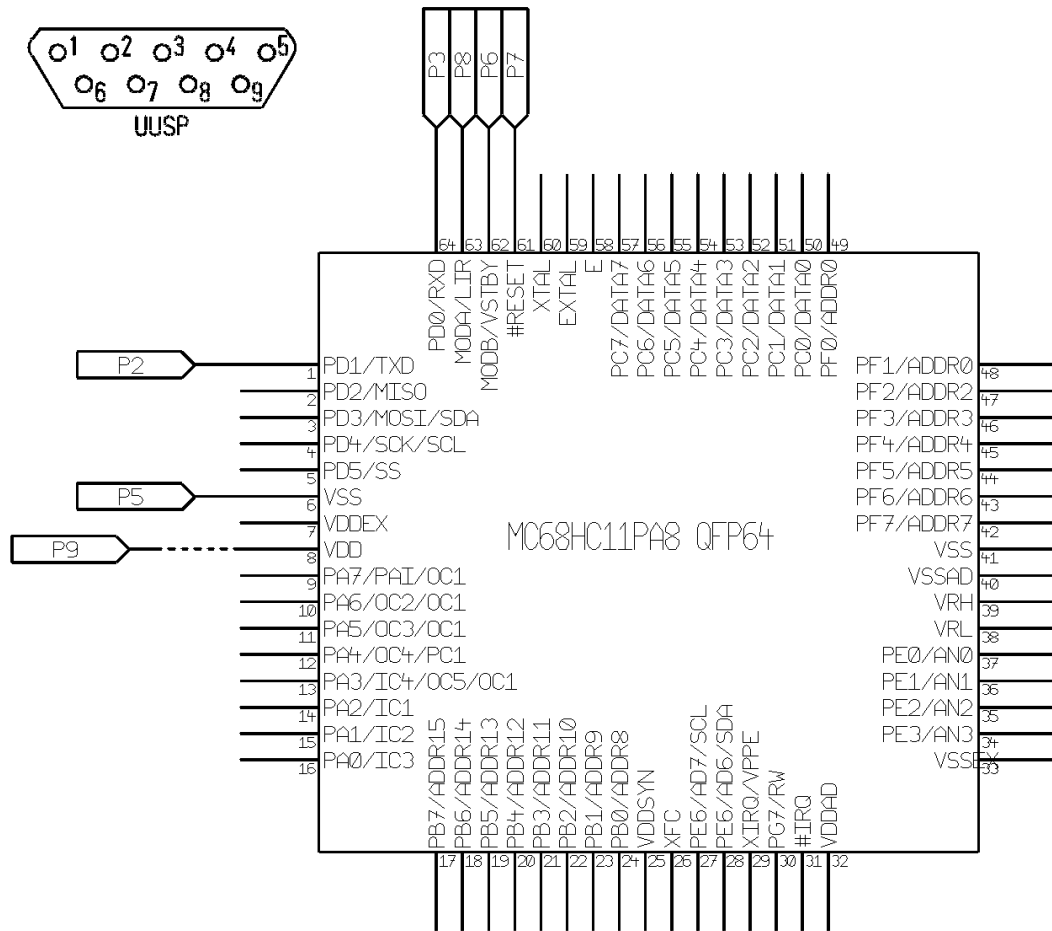 1 2 3 4 5
6 7 8 9
UUSP
P3 P8 P6 P7
64 63 62 61 60 59 58 57 56 55 54 53 52 51 50 49
PD0/RXD
MODA/LIR
MODB/VSTBY
#RESET
XTAL
EXTAL
E
PC7/DATA7
PC6/DATA6
PC5/DATA5
PC4/DATA4
PC3/DATA3
PC2/DATA2
PC1/DATA1
PC0/DATA0
PF0/ADDR0
P2
1 PD1/TXD
2 PD2/MISO
3 PD3/MOSI/SDA
4 PD4/SCK/SCL
5 PD5/SS
P5
6 VSS
7 VDDEX
P9
8 VDD
9 PA7/PAI/OC1
10 PA6/OC2/OC1
11 PA5/OC3/OC1
12 PA4/OC4/PC1
13 PA3/IC4/OC5/OC1
14 PA2/IC1
15 PA1/IC2
16 PA0/IC3
MC68HC11PA8 QFP64
PF1/ADDR0 48
PF2/ADDR2 47
PF3/ADDR3 46
PF4/ADDR4 45
PF5/ADDR5 44
PF6/ADDR6 43
PF7/ADDR7 42
VSS 41
VSSAD 40
VRH 39
VRL 38
PE0/AN0 37
PE1/AN1 36
PE2/AN2 35
PE3/AN3 34
VSSEX 33
PB7/ADDR15
PB6/ADDR14
PB5/ADDR13
PB4/ADDR12
PB3/ADDR11
PB2/ADDR10
PB1/ADDR9
PB0/ADDR8
VDDSYN
XFC
PE6/AD7/SCL
PE6/AD6/SDA
XIRQ/VPPE
PG7/RW
#IRQ
VDDAD
17 18 19 20 21 22 23 24 25 26 27 28 29 30 31 32